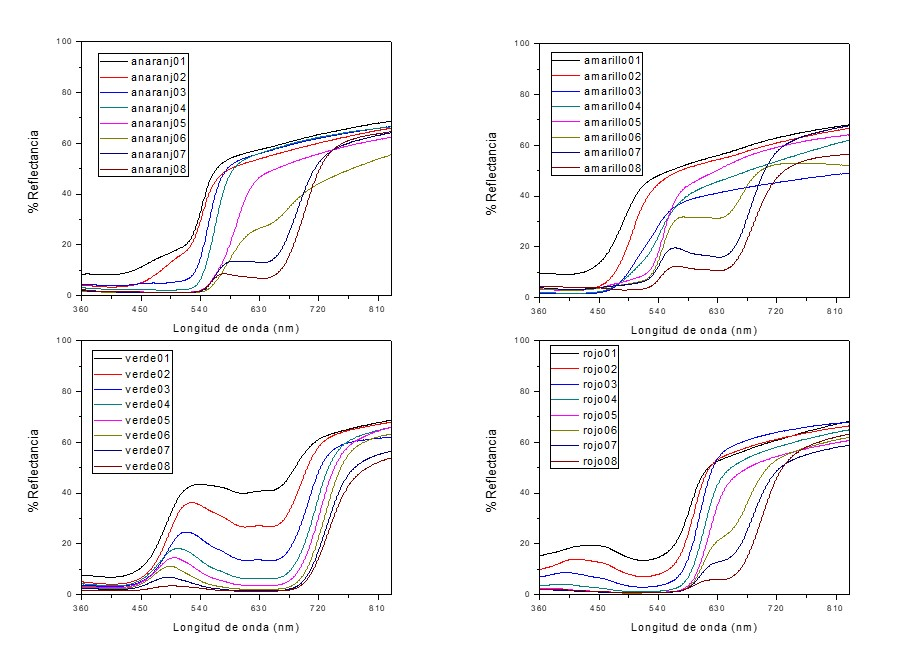 100
80
60
40
20
0
% Reflectancia
anaranj01
anaranj02
anaranj03
anaranj04
anaranj05
anaranj06
anaranj07
anaranj08
360 450 540 630 720 810
Longitud de onda (nm)
100
80
60
40
20
0
% Reflectancia
amarillo01
amarillo02
amarillo03
amarillo04
amarillo05
amarillo06
amarillo07
amarillo08
360 450 540 630 720 810
Longitud de onda (nm)
100
80
60
40
20
0
% Reflectancia
verde01
verde02
verde03
verde04
verde05
verde06
verde07
verde08
360 450 540 630 720 810
Longitud de onda (nm)
100
80
60
40
20
0
% Reflectancia
rojo01
rojo02
rojo03
rojo04
rojo05
rojo06
rojo07
rojo08
360 450 540 630 720 810
Longitud de onda (nm)